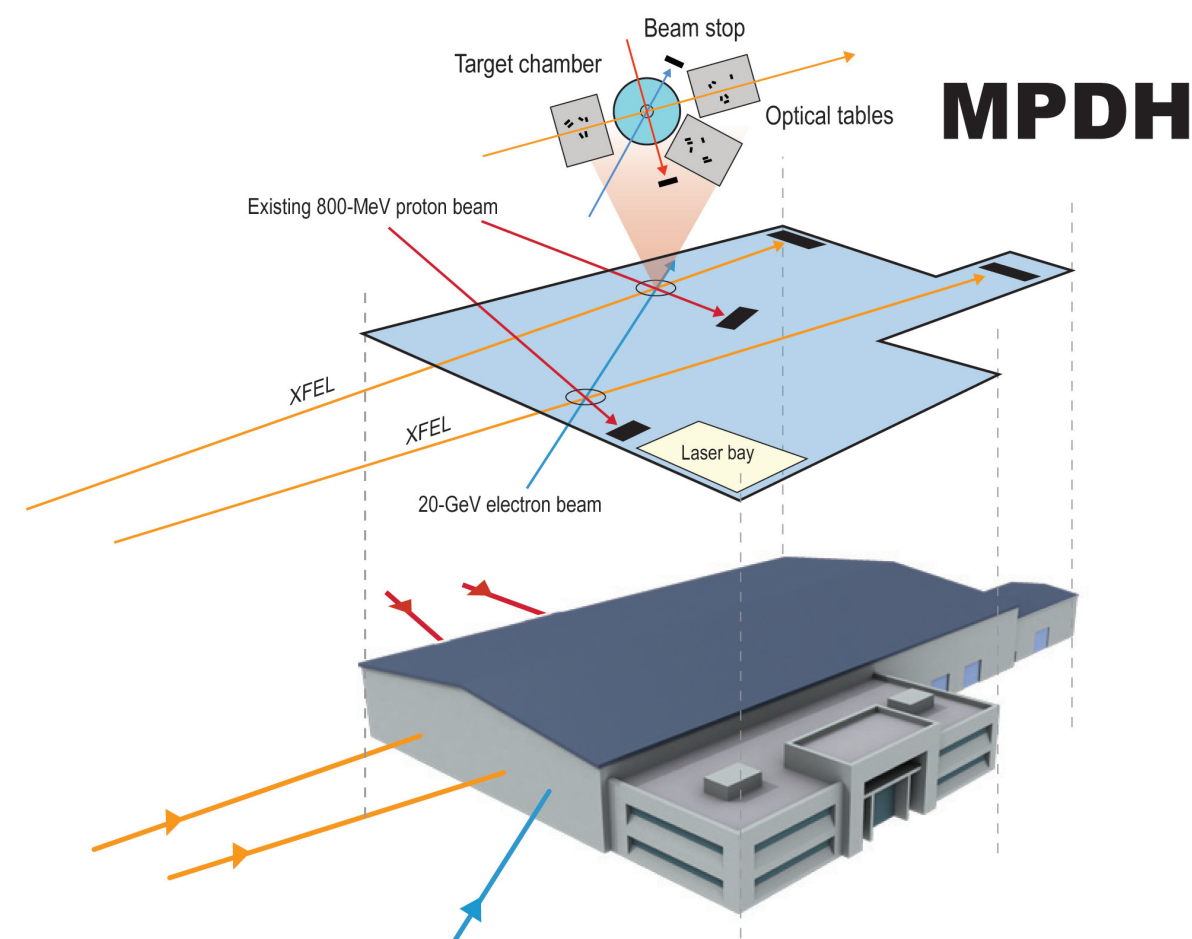 Beam stop
Target chamber
MPDH
Optical tables
Existing 800-MeV proton beam
XFEL
XFEL
Laser bay
20-GeV electron beam